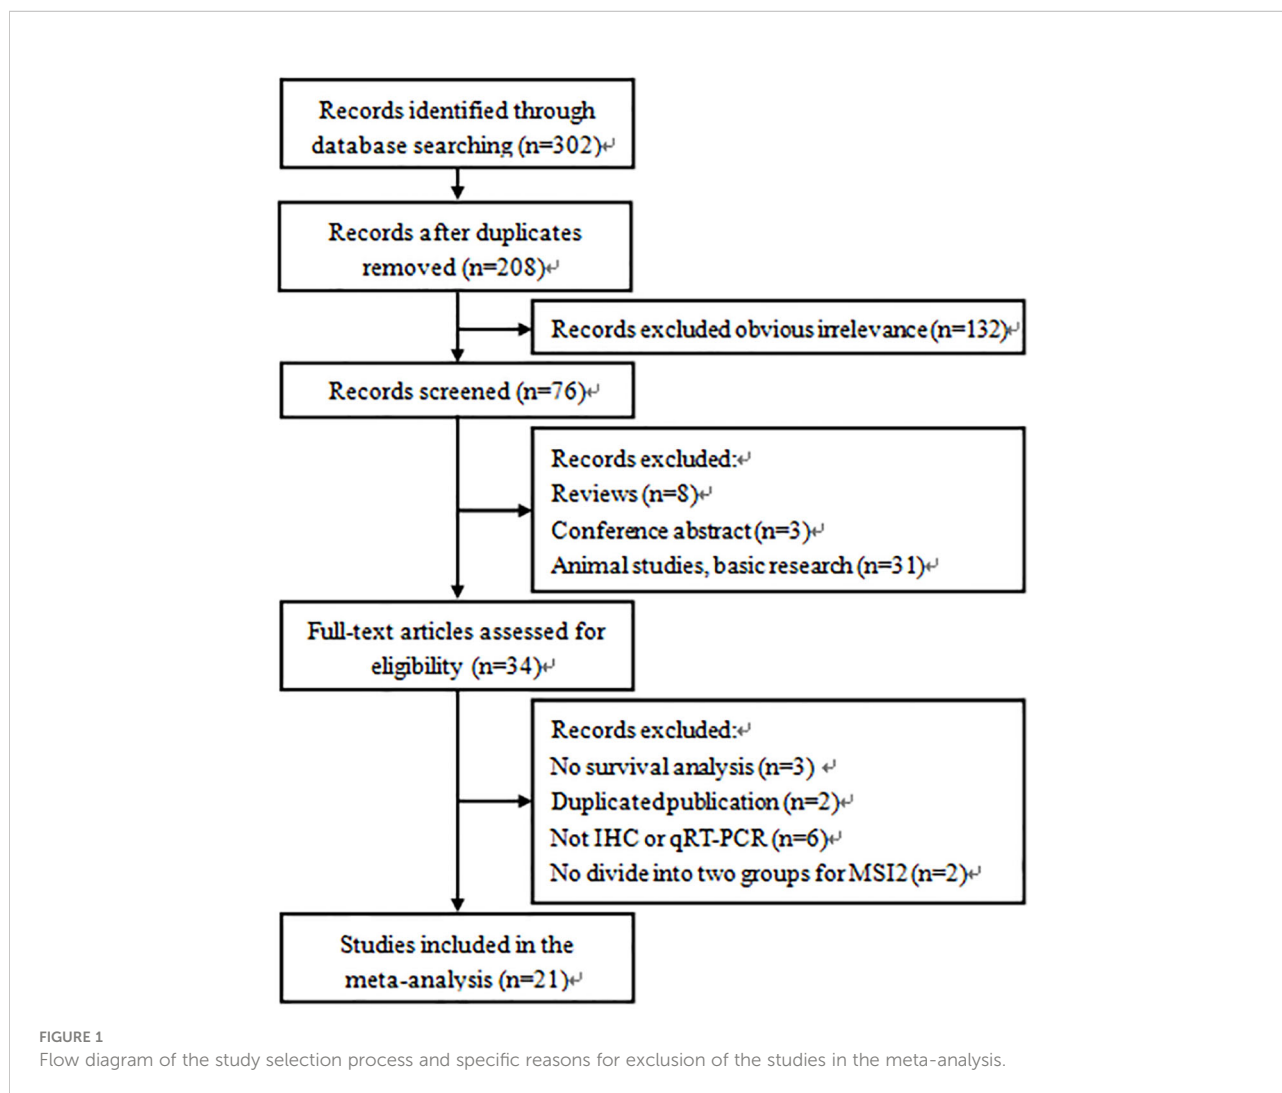 Records identified through
database searching (n=302)↵
Records after duplicates
removed (n=208)↵
Records excluded obvious irrelevance (n=132)↵
Records screened (n=76)↵
Records excluded:↵
Reviews (n=8)↵
Conference abstract (n=3)↵
Animal studies, basic research (n=31)↵
Full-text articles assessed for
eligibility (n=34)↵
Records excluded:↵
No survival analysis (n=3) ↵
Duplicated publication (n=2)↵
Not IHC or qRT-PCR (n=6)↵
No divide into two groups for MSI2 (n=2)↵
Studies included in the
meta-analysis (n=21)↵
FIGURE 1
Flow diagram of the study selection process and specific reasons for exclusion of the studies in the meta-analysis.